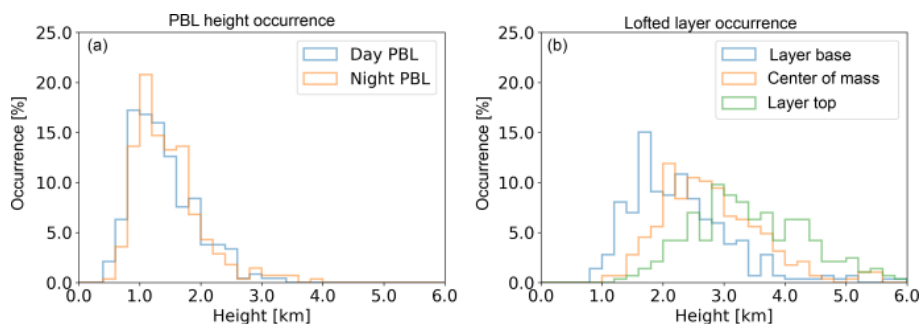 PBL height occurrence
(a)
Day PBL
Night PBL
25.0
20.0
15.0
10.0
5.0
0.0
Occurrence [%]
0.0 1.0 2.0 3.0 4.0 5.0 6.0
Height [km]
Lofted layer occurrence
(b)
Layer base
Center of mass
Layer top
25.0
20.0
15.0
10.0
5.0
0.0
Occurrence [%]
0.0 1.0 2.0 3.0 4.0 5.0 6.0
Height [km]